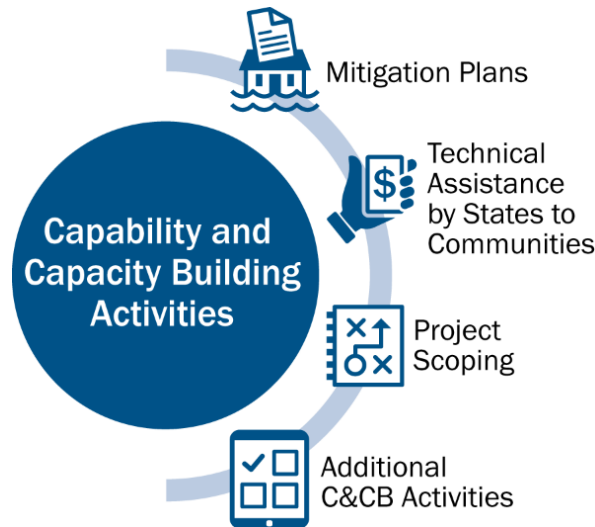 Capability and
Capacity Building
Activities
Mitigation Plans
$
Technical
Assistance
by States to
Communities
Project
Scoping
Additional
C&CB Activities